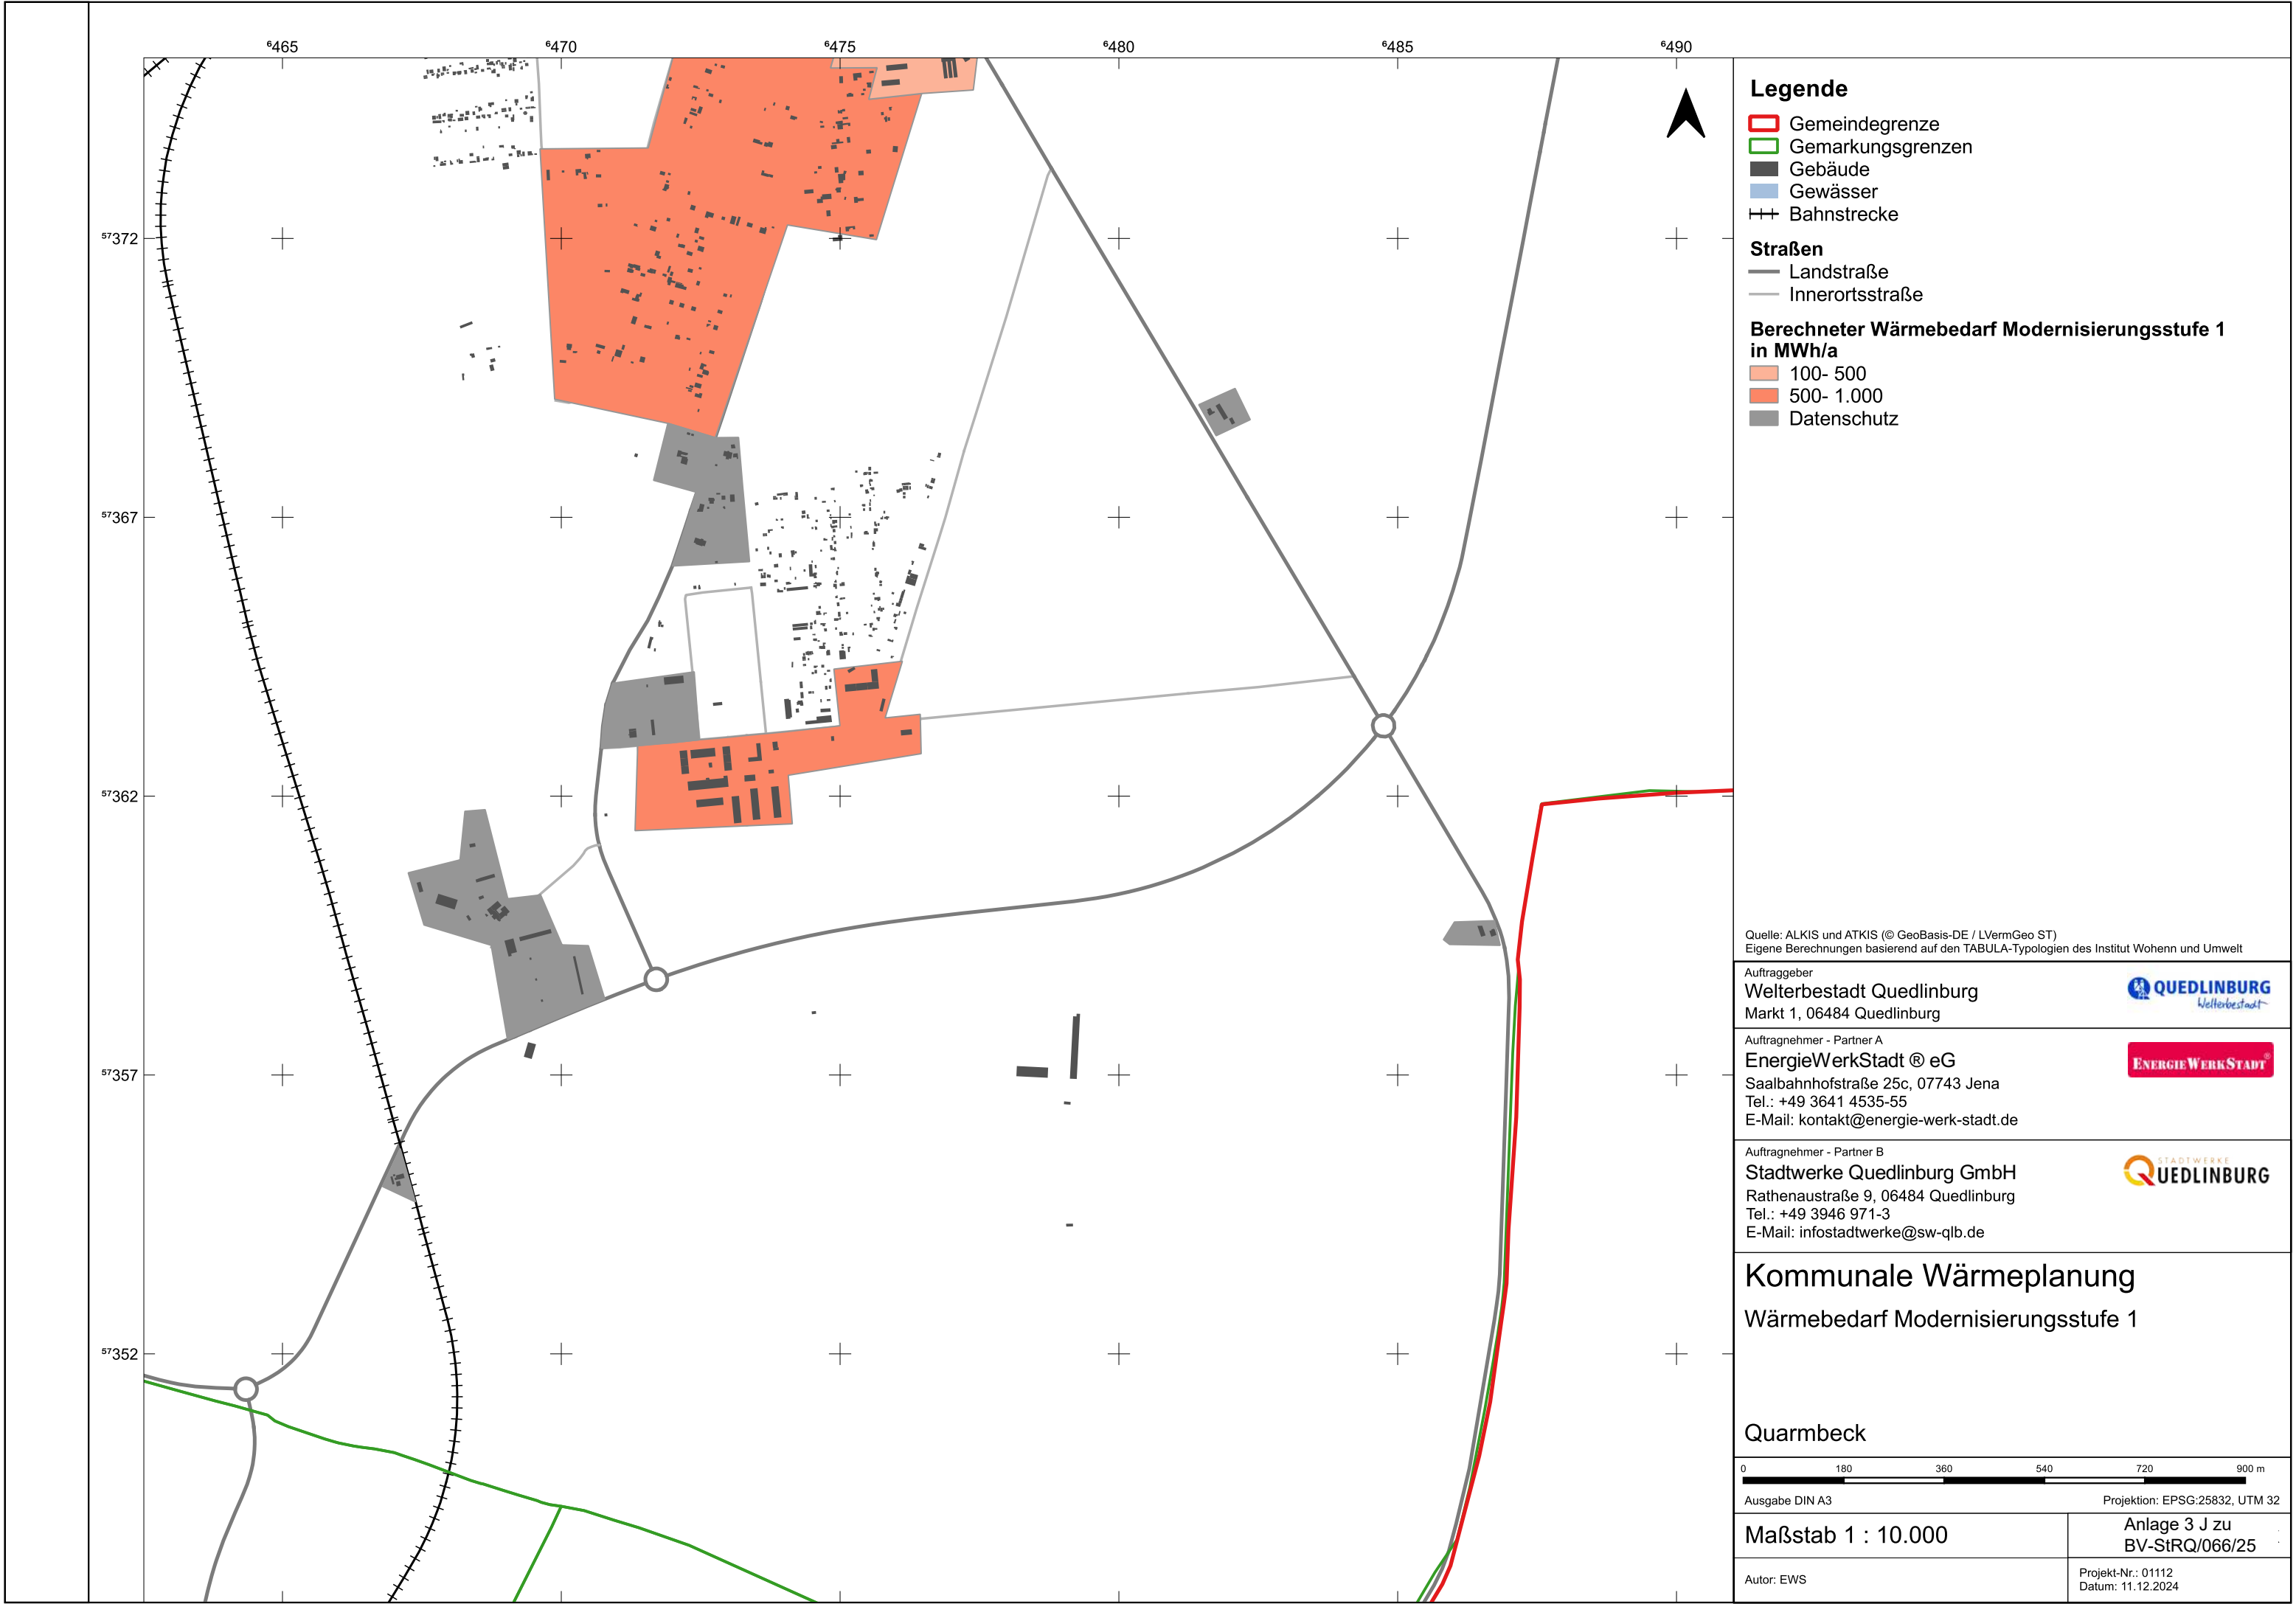 ⁶465 ⁶470 ⁶475 ⁶480 ⁶485 ⁶490
⁵⁷372
⁵⁷367
⁵⁷362
⁵⁷357
⁵⁷352
Legende
Gemeindegrenze
Gemarkungsgrenzen
Gebäude
Gewässer
Bahnstrecke
Straßen
Landstraße
Innerortsstraße
Berechneter Wärmebedarf Modernisierungsstufe 1
in MWh/a
100- 500
500- 1.000
Datenschutz
Quelle: ALKIS und ATKIS (© GeoBasis-DE / LVermGeo ST)
Eigene Berechnungen basierend auf den TABULA-Typologien des Institut Wohenn und Umwelt
Auftraggeber
Welterbestadt Quedlinburg
Markt 1, 06484 Quedlinburg
QUEDLINBURG
Welterbestadt
Auftragnehmer - Partner A
EnergieWerkStadt ® eG
Saalbahnhofstraße 25c, 07743 Jena
Tel.: +49 3641 4535-55
E-Mail: kontakt@energie-werk-stadt.de
ENERGIEWERKSTADT®
Auftragnehmer - Partner B
Stadtwerke Quedlinburg GmbH
Rathenaustraße 9, 06484 Quedlinburg
Tel.: +49 3946 971-3
E-Mail: infostadtwerke@sw-qlb.de
STADTWERKE
QUEDLINBURG
Kommunale Wärmeplanung
Wärmebedarf Modernisierungsstufe 1
Quarmbeck
0 180 360 540 720 900 m
Ausgabe DIN A3 Projektion: EPSG:25832, UTM 32
Maßstab 1 : 10.000
Anlage 3 J zu
BV-StRQ/066/25
Autor: EWS
Projekt-Nr.: 01112
Datum: 11.12.2024